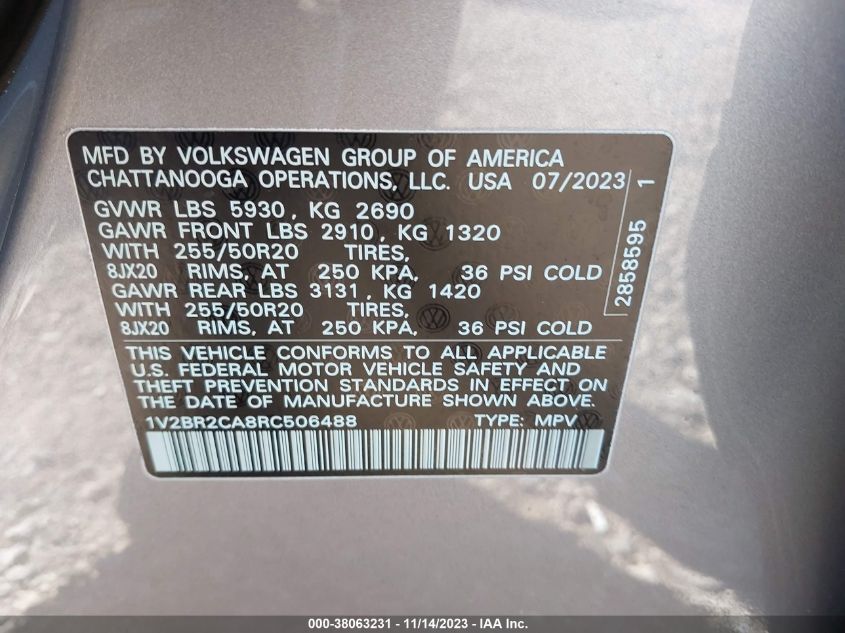 MFD BY VOLKSWAGEN GROUP OF AMERICA
CHATTANOOGA OPERATIONS, LLC. USA 07/2023
GVWR LBS 5930, KG 2690
GAWR FRONT LBS 2910, KG 1320
WITH 255/50R20 TIRES,
8JX20 RIMS, AT 250 KPA, 36 PSI COLD
GAWR REAR LBS 3131, KG 1420
WITH 255/50R20 TIRES,
8JX20 RIMS, AT 250 KPA, 36 PSI COLD
THIS VEHICLE CONFORMS TO ALL APPLICABLE
U.S. FEDERAL MOTOR VEHICLE SAFETY AND
THEFT PREVENTION STANDARDS IN EFFECT ON
THE DATE OF MANUFACTURE SHOWN ABOVE.
1V2BR2CA8RC506488 TYPE: MPV
2858595 1
000-38063231 - 11/14/2023 - IAA Inc.